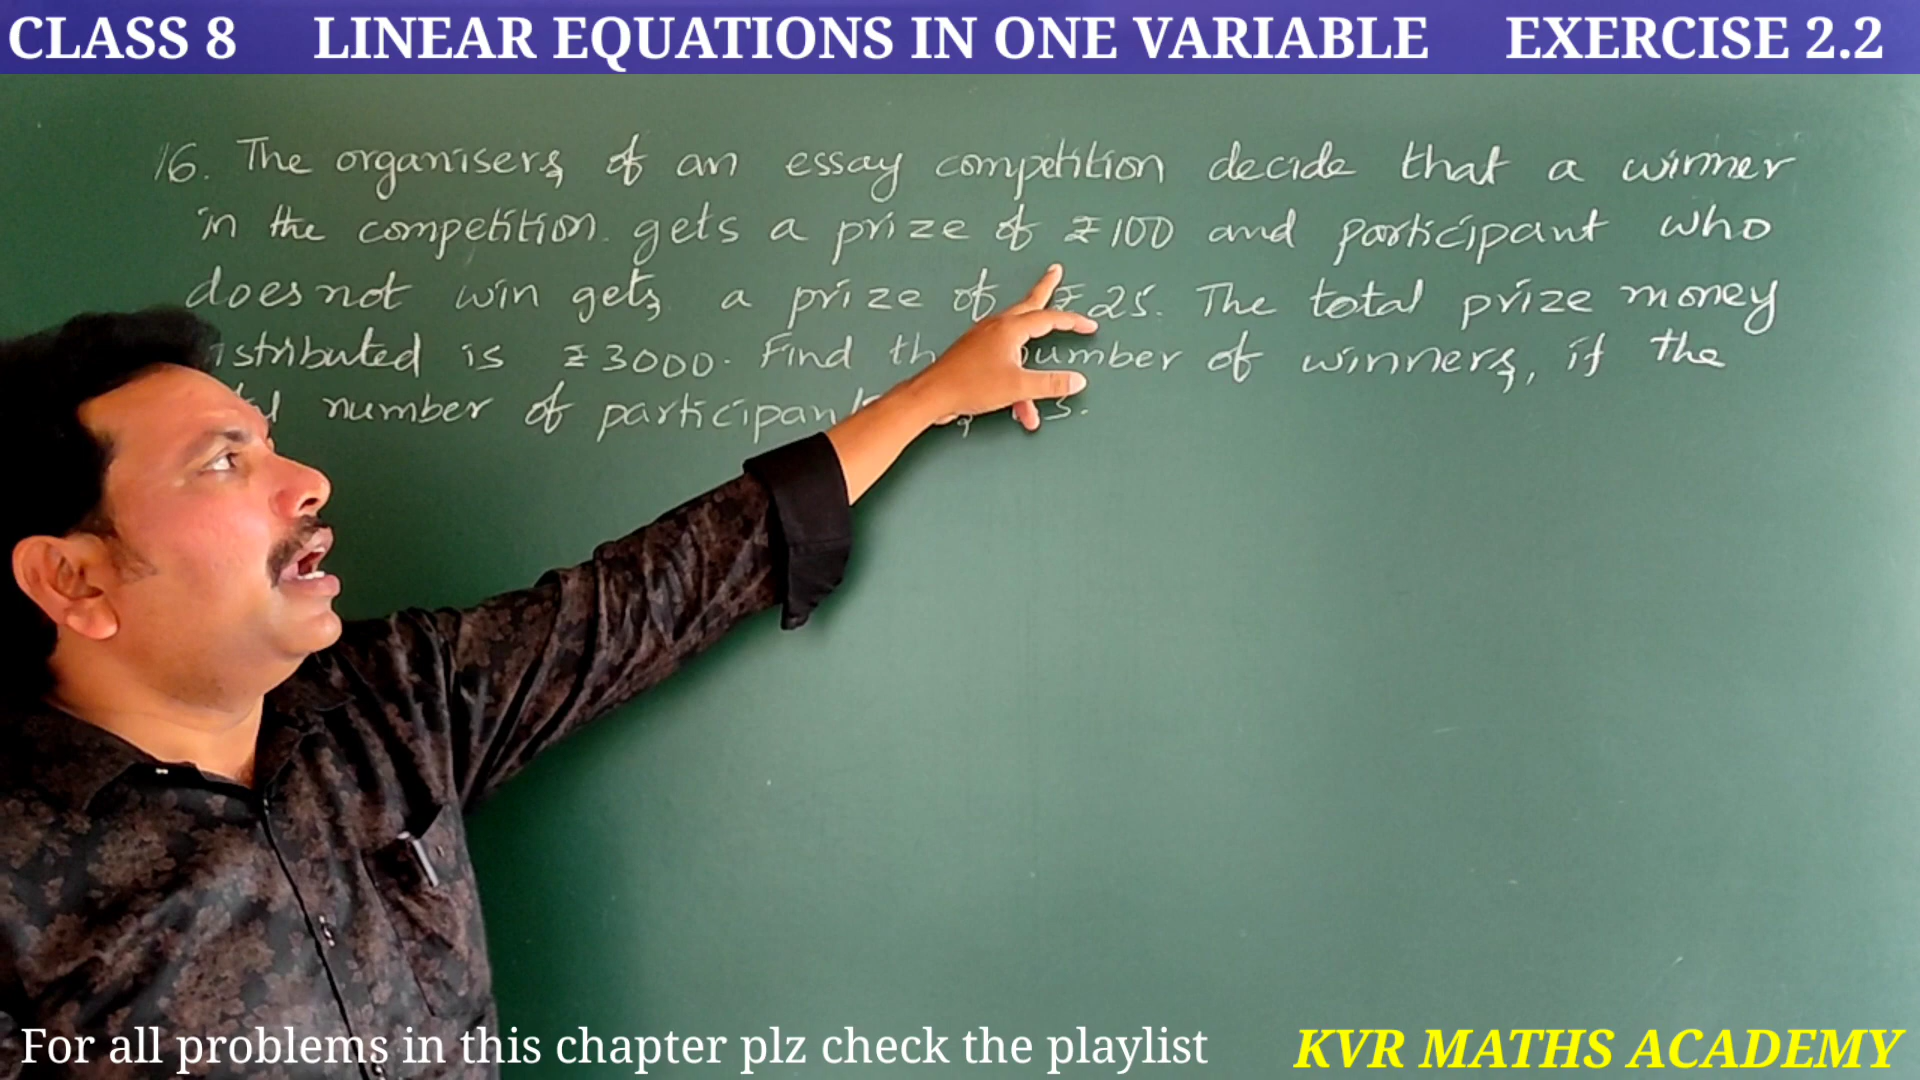 CLASS 8 LINEAR EQUATIONS IN ONE VARIABLE EXERCISE 2.2
16. The organisers of an essay competition decide that a winner
in the competition gets a prize of ₹100 and participant who
does not win gets a prize of ₹25. The total prize money
istributed is ₹3000. Find th number of winners, if the
number of participants 3.
For all problems in this chapter plz check the playlist
KVR MATHS ACADEMY